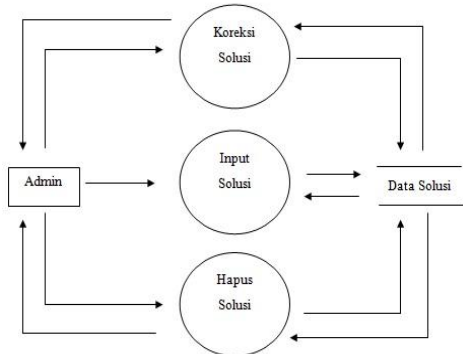 Koreksi
Solusi
Admin
Input
Solusi
Data Solusi
Hapus
Solusi